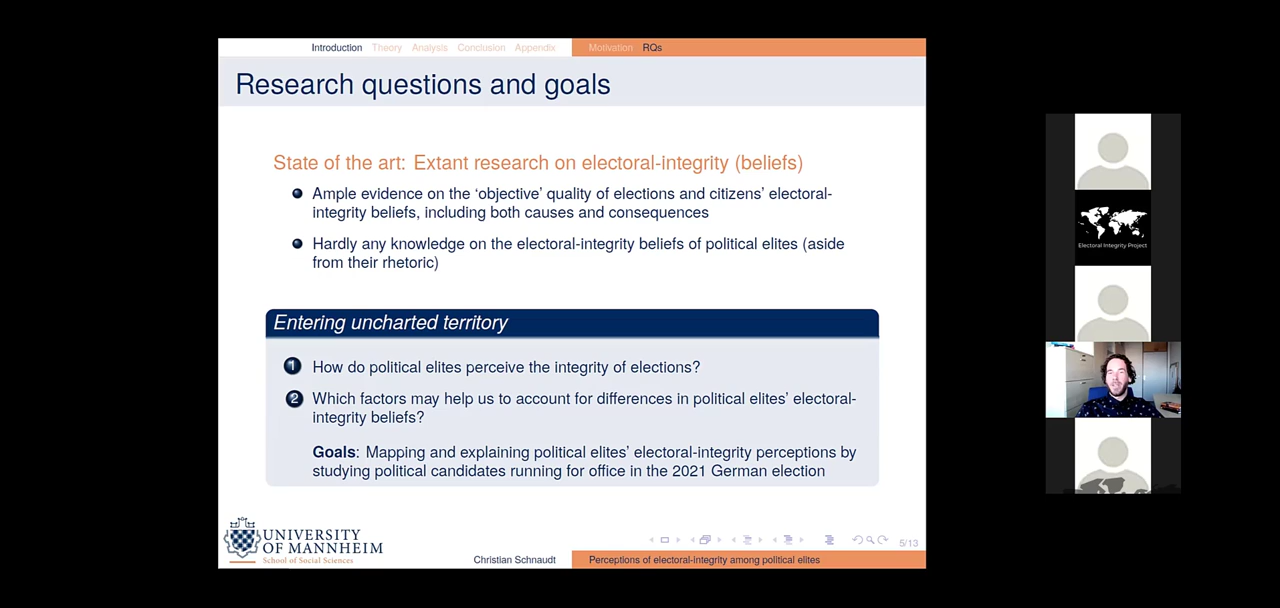 Introduction Theory Analysis Conclusion Appendix Motivation RQs
Research questions and goals
State of the art: Extant research on electoral-integrity (beliefs)
Ample evidence on the ‘objective’ quality of elections and citizens’ electoral-
integrity beliefs, including both causes and consequences
Hardly any knowledge on the electoral-integrity beliefs of political elites (aside
from their rhetoric)
Entering uncharted territory
1 How do political elites perceive the integrity of elections?
2 Which factors may help us to account for differences in political elites’ electoral-
integrity beliefs?
Goals: Mapping and explaining political elites’ electoral-integrity perceptions by
studying political candidates running for office in the 2021 German election
UNIVERSITY
OF MANNHEIM
School of Social Sciences
5/13
Christian Schnaudt Perceptions of electoral-integrity among political elites
Electoral Integrity Project